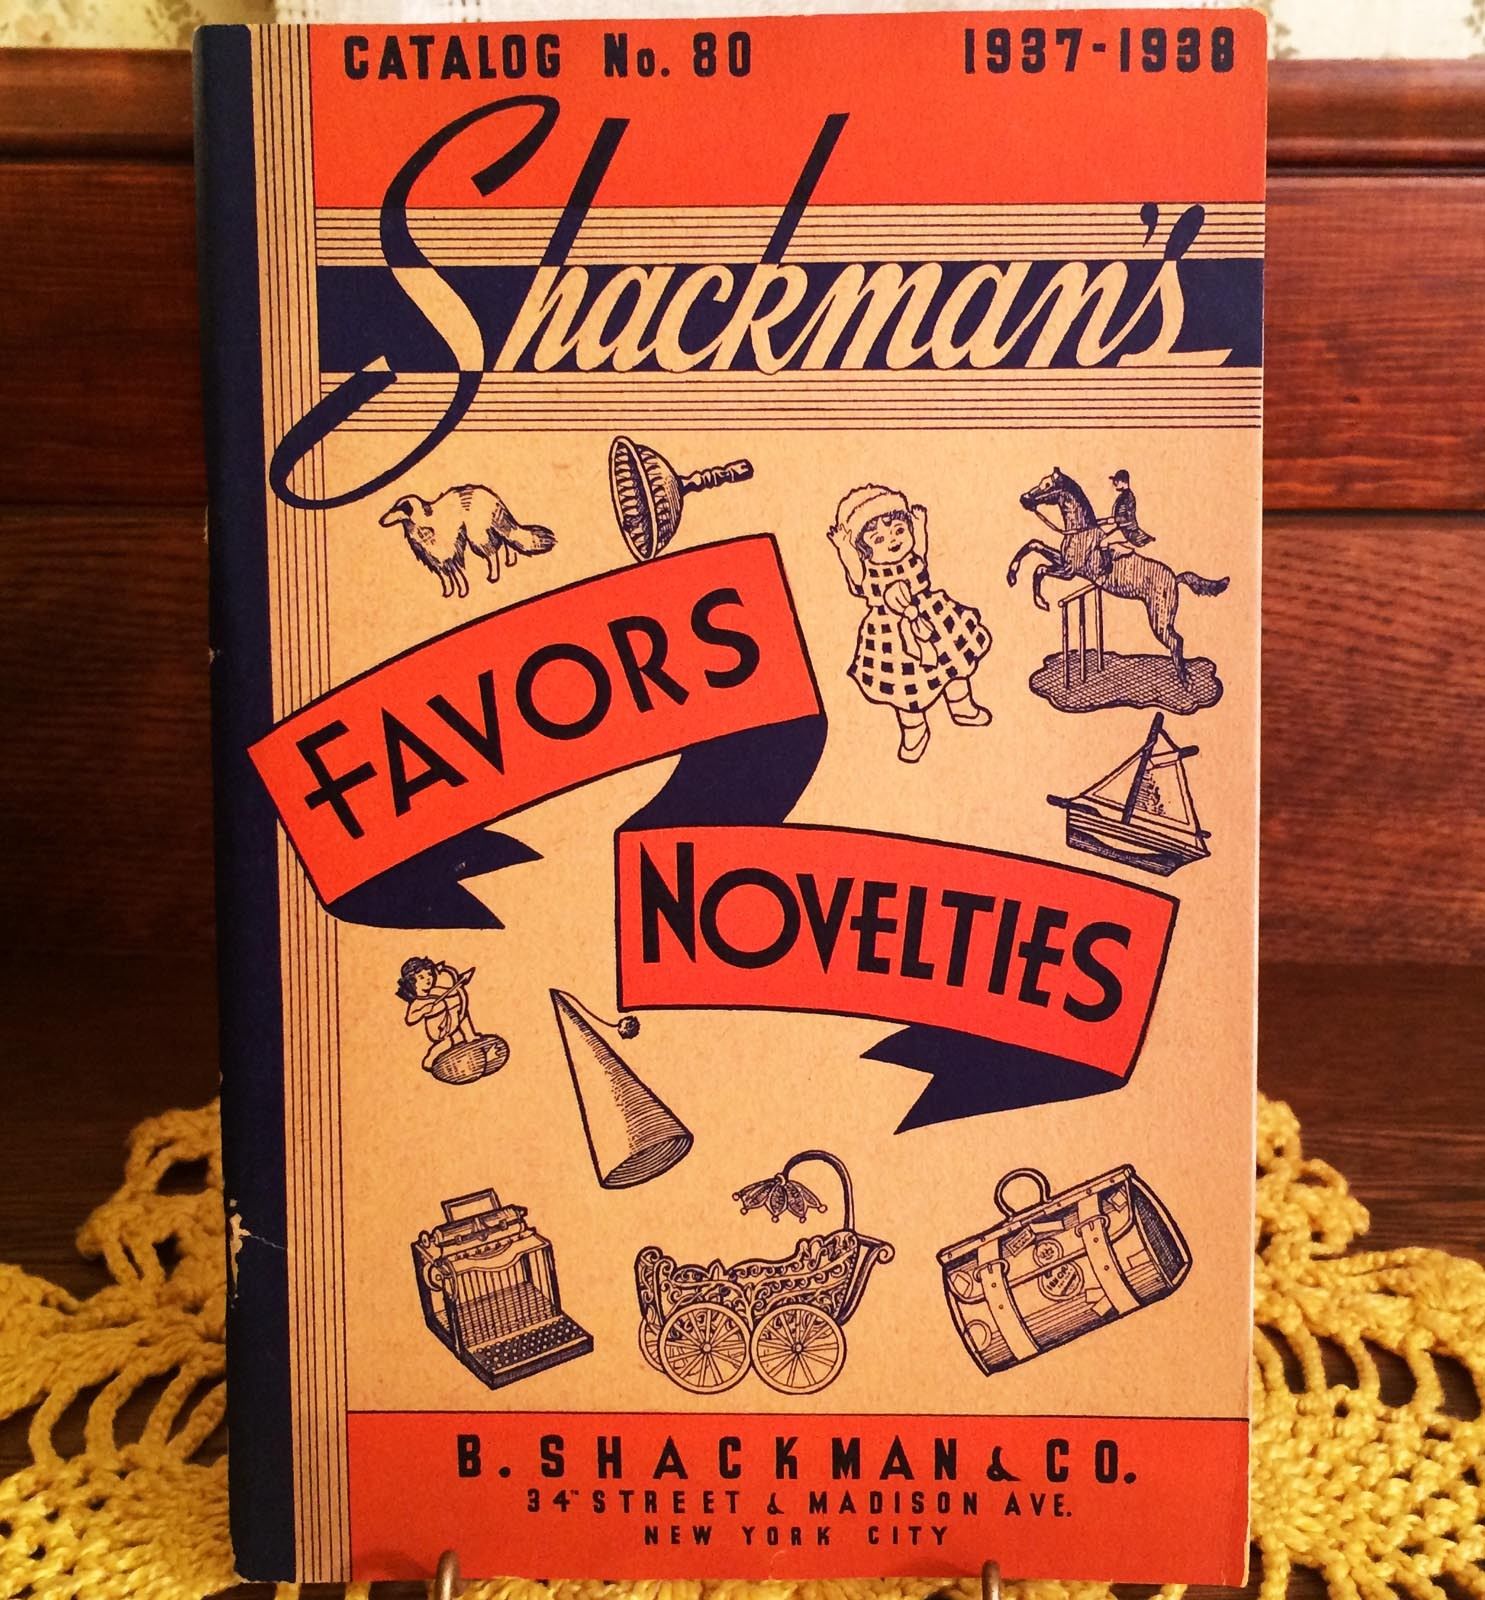 CATALOG No. 80 1937-1938
Shackman's
FAVORS
NOVELTIES
B. SHACKMAN & CO.
34TH STREET & MADISON AVE.
NEW YORK CITY